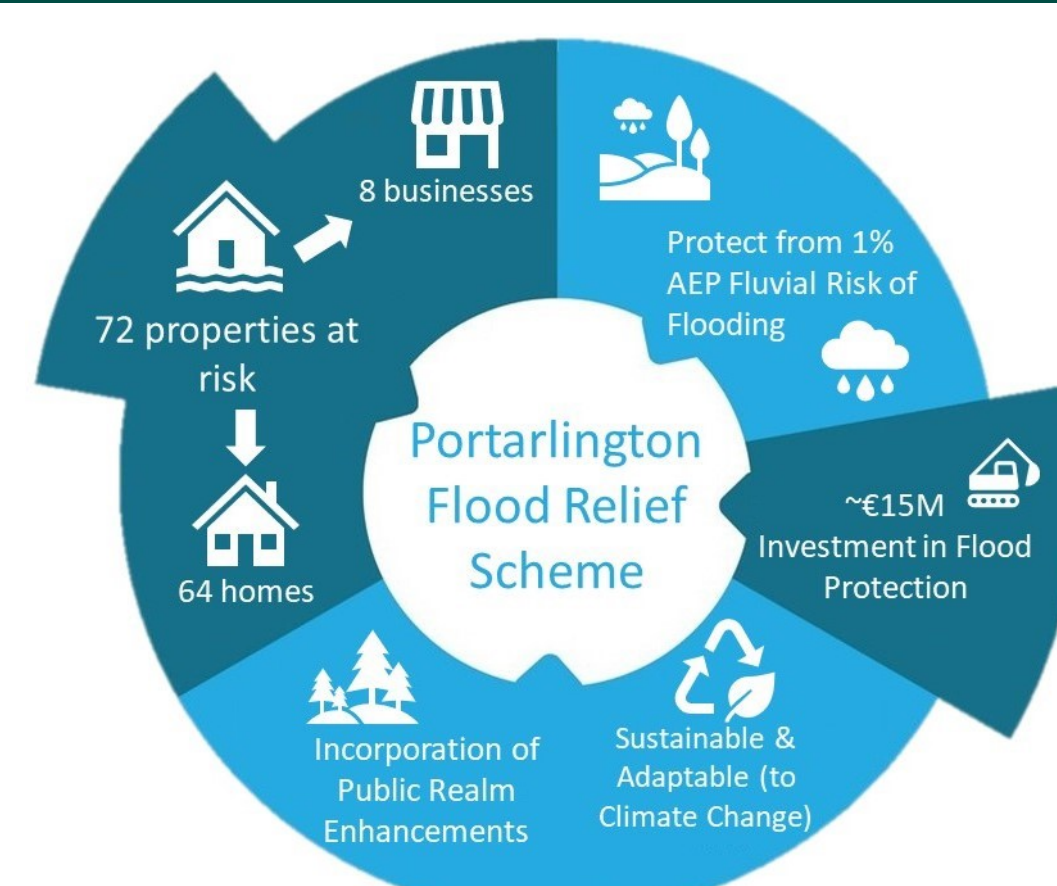 Portarlington
Flood Relief
Scheme
8 businesses
72 properties at
risk
64 homes
Protect from 1%
AEP Fluvial Risk of
Flooding
~€15M
Investment in Flood
Protection
Sustainable &
Adaptable (to
Climate Change)
Incorporation of
Public Realm
Enhancements